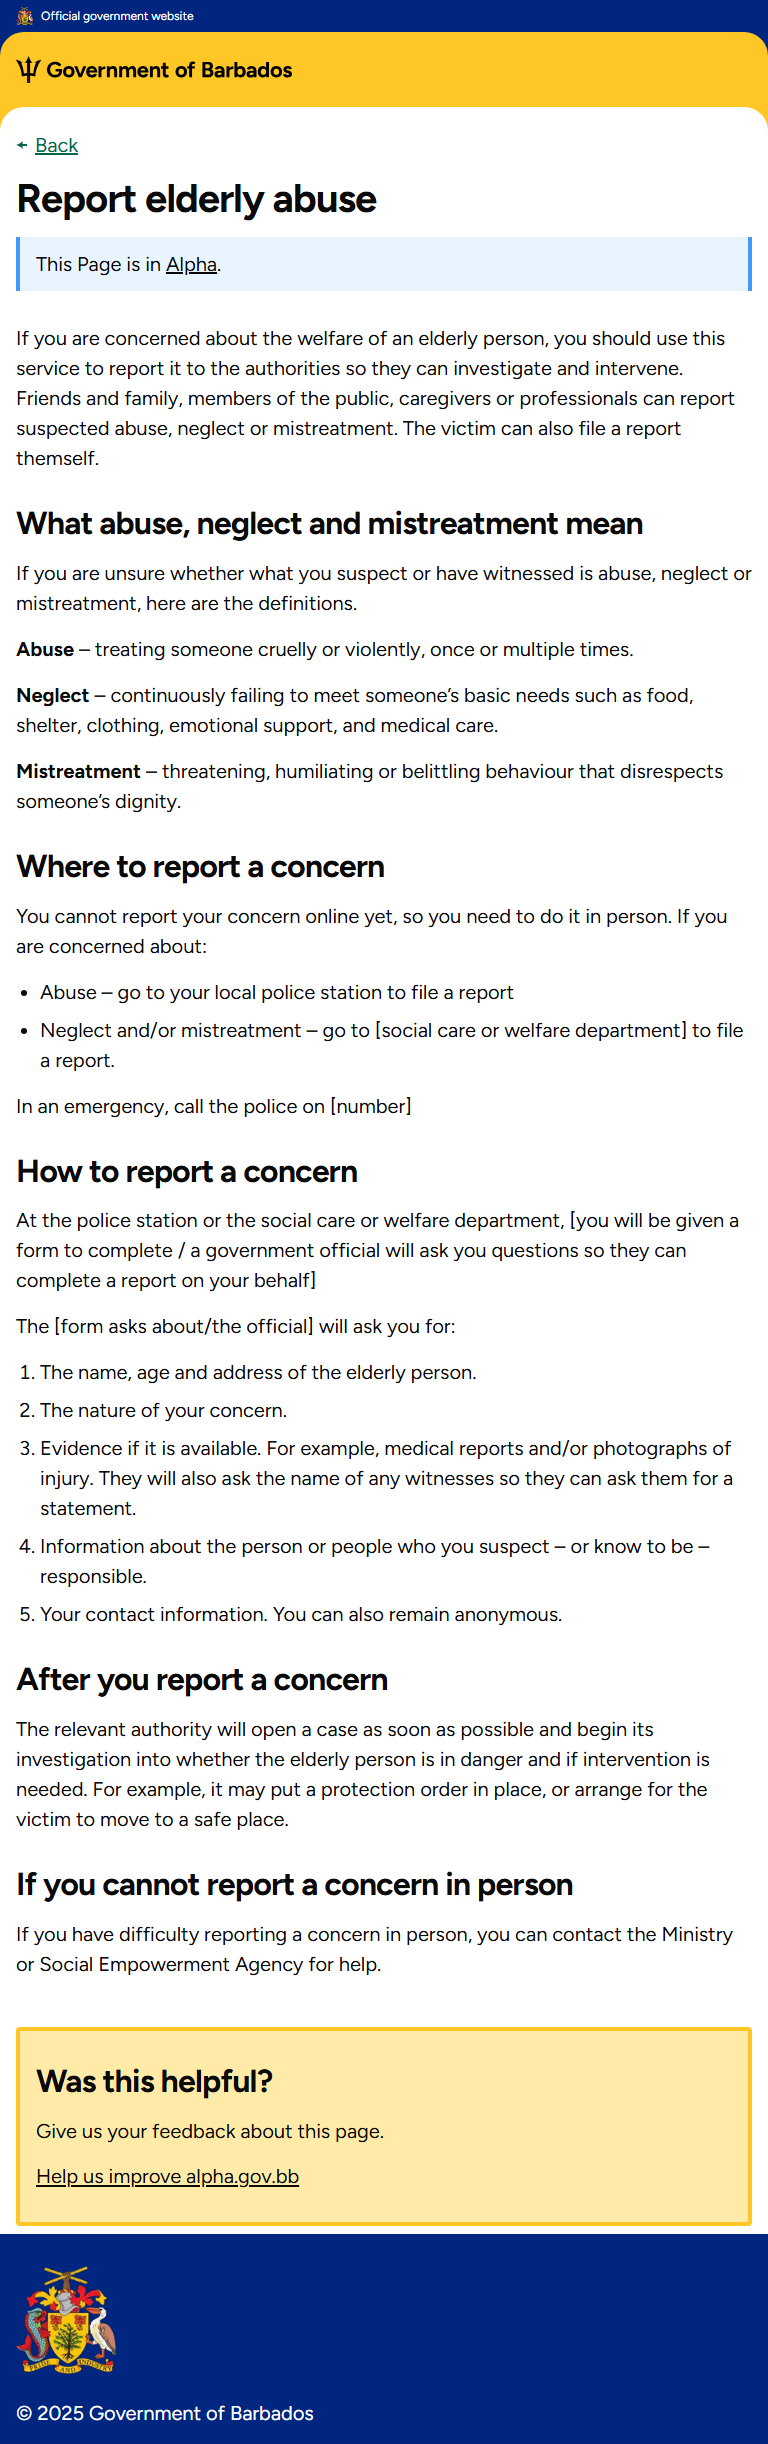 Official government website
Government of Barbados
Back
Report elderly abuse
This Page is in Alpha.
If you are concerned about the welfare of an elderly person, you should use this
service to report it to the authorities so they can investigate and intervene.
Friends and family, members of the public, caregivers or professionals can report
suspected abuse, neglect or mistreatment. The victim can also file a report
themself.
What abuse, neglect and mistreatment mean
If you are unsure whether what you suspect or have witnessed is abuse, neglect or
mistreatment, here are the definitions.
Abuse – treating someone cruelly or violently, once or multiple times.
Neglect – continuously failing to meet someone’s basic needs such as food,
shelter, clothing, emotional support, and medical care.
Mistreatment – threatening, humiliating or belittling behaviour that disrespects
someone’s dignity.
Where to report a concern
You cannot report your concern online yet, so you need to do it in person. If you
are concerned about:
• Abuse – go to your local police station to file a report
• Neglect and/or mistreatment – go to [social care or welfare department] to file
a report.
In an emergency, call the police on [number]
How to report a concern
At the police station or the social care or welfare department, [you will be given a
form to complete / a government official will ask you questions so they can
complete a report on your behalf]
The [form asks about/the official] will ask you for:
1. The name, age and address of the elderly person.
2. The nature of your concern.
3. Evidence if it is available. For example, medical reports and/or photographs of
injury. They will also ask the name of any witnesses so they can ask them for a
statement.
4. Information about the person or people who you suspect – or know to be –
responsible.
5. Your contact information. You can also remain anonymous.
After you report a concern
The relevant authority will open a case as soon as possible and begin its
investigation into whether the elderly person is in danger and if intervention is
needed. For example, it may put a protection order in place, or arrange for the
victim to move to a safe place.
If you cannot report a concern in person
If you have difficulty reporting a concern in person, you can contact the Ministry
or Social Empowerment Agency for help.
Was this helpful?
Give us your feedback about this page.
Help us improve alpha.gov.bb
PRIDE AND INDUSTRY
© 2025 Government of Barbados